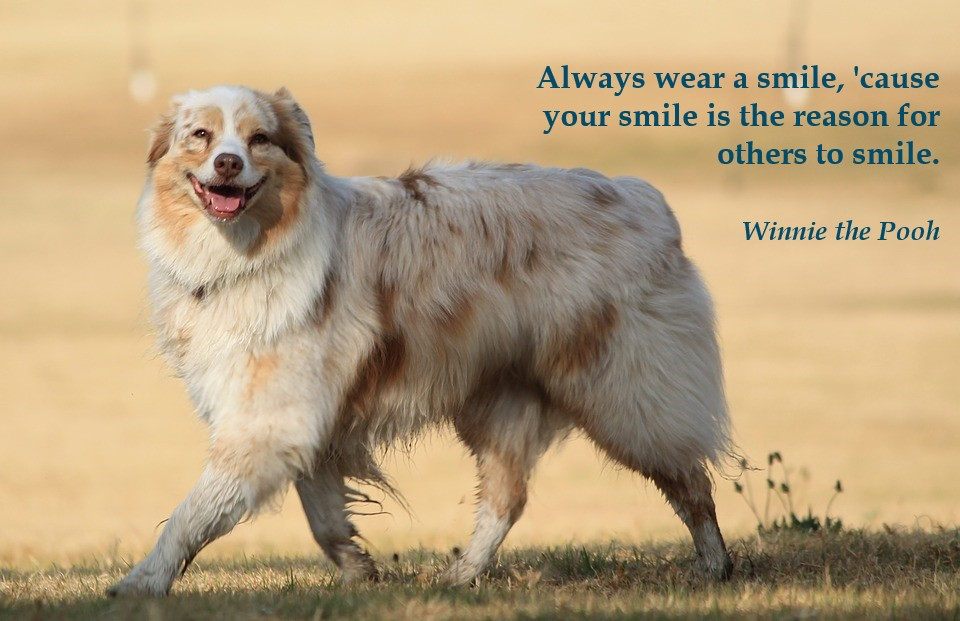 Always wear a smile, 'cause
your smile is the reason for
others to smile.
Winnie the Pooh